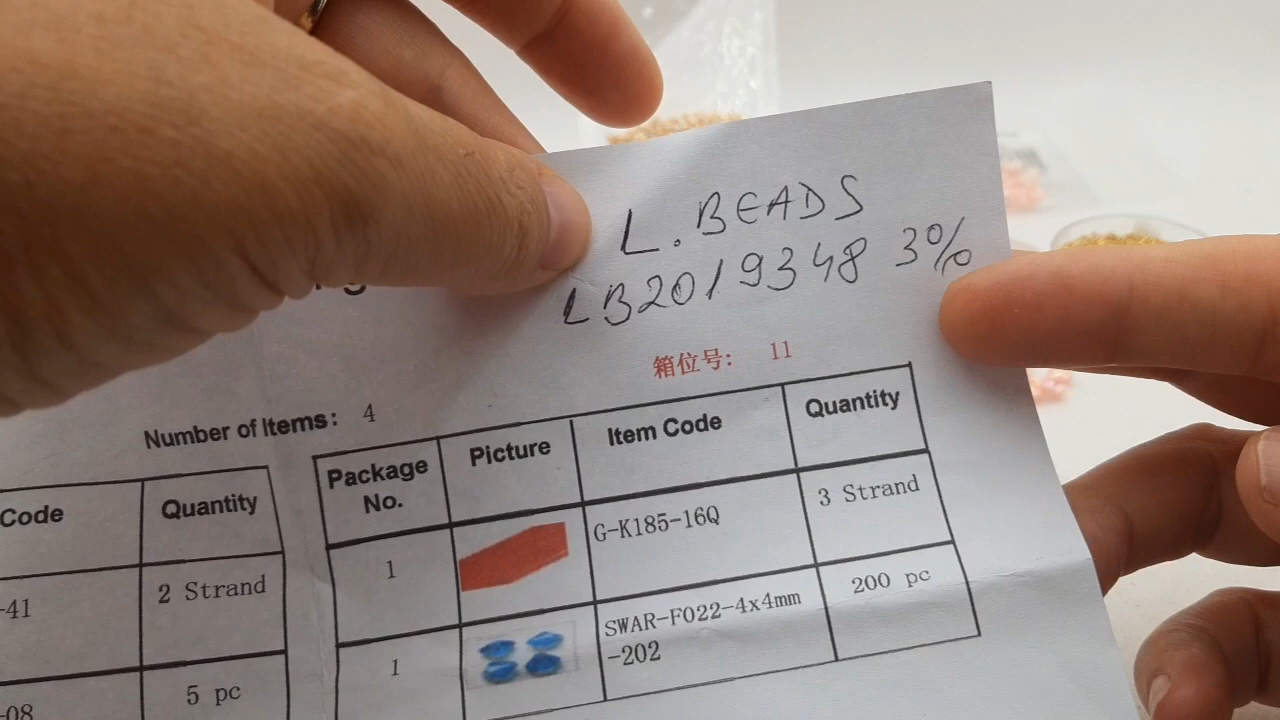 L. BEADS
LB2019348 3%
箱位号: 11
Number of Items: 4
Code
Quantity
-41
2 Strand
-08
5 pc
Package No.
Picture
Item Code
Quantity
1
G-K185-16Q
3 Strand
1
SWAR-F022-4x4mm
-202
200 pc